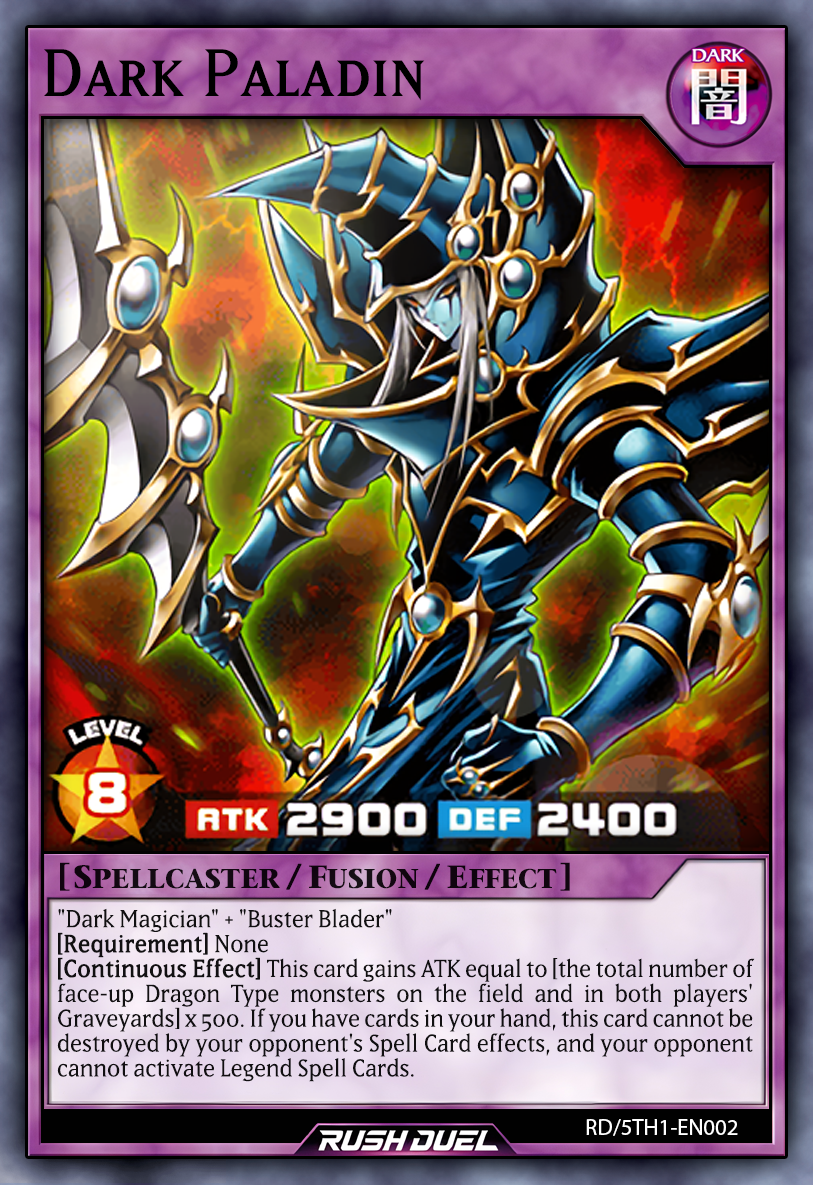 Dark Paladin
DARK
闇
LEVEL
8
ATK 2900 DEF 2400
[Spellcaster / Fusion / Effect]
"Dark Magician" + "Buster Blader"
[Requirement] None
[Continuous Effect] This card gains ATK equal to [the total number of
face-up Dragon Type monsters on the field and in both players'
Graveyards] x 500. If you have cards in your hand, this card cannot be
destroyed by your opponent's Spell Card effects, and your opponent
cannot activate Legend Spell Cards.
RD/5TH1-EN002
RUSH DUEL